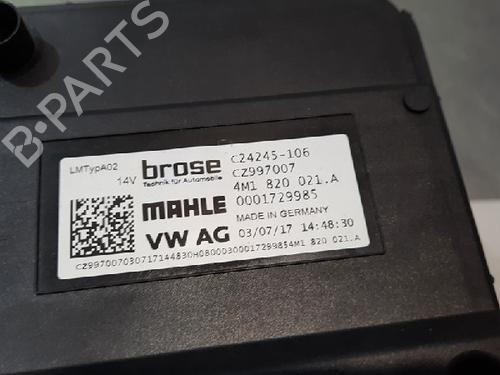 B-PARTS
LMTypA02
14V
brose
Technik für Automobile
C24245-106
CZ997007
4M1 820 021.A
MAHLE
0001729985
MADE IN GERMANY
VW AG
03/07/17 14:48:30
CZ997007030717144830H08000300017299854M1 820 021.A